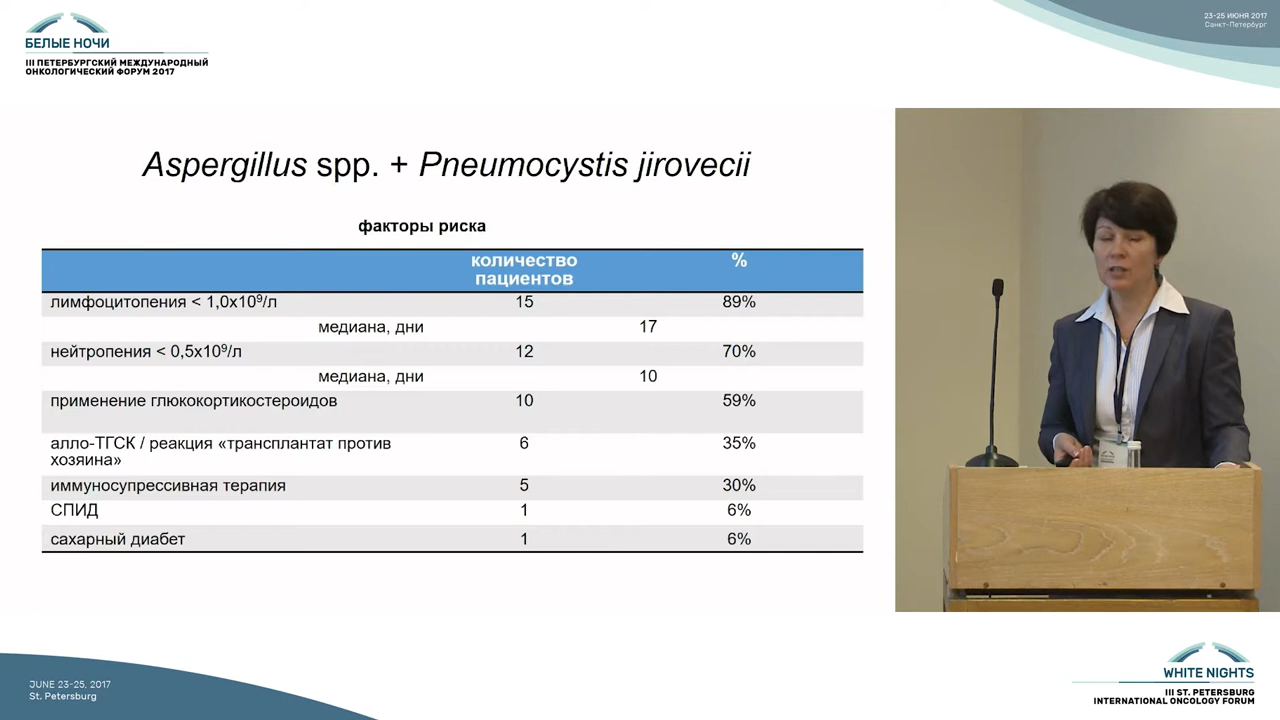 БЕЛЫЕ НОЧИ
III ПЕТЕРБУРГСКИЙ МЕЖДУНАРОДНЫЙ
ОНКОЛОГИЧЕСКИЙ ФОРУМ 2017
23-25 ИЮНЯ 2017
Санкт-Петербург
Aspergillus spp. + Pneumocystis jirovecii
факторы риска
количество %
пациентов
лимфоцитопения < 1,0х10⁹/л 15 89%
медиана, дни 17
нейтропения < 0,5х10⁹/л 12 70%
медиана, дни 10
применение глюкокортикостероидов 10 59%
алло-ТГСК / реакция «трансплантат против 6 35%
хозяина»
иммуносупрессивная терапия 5 30%
СПИД 1 6%
сахарный диабет 1 6%
JUNE 23-25, 2017
St. Petersburg
WHITE NIGHTS
III ST. PETERSBURG
INTERNATIONAL ONCOLOGY FORUM